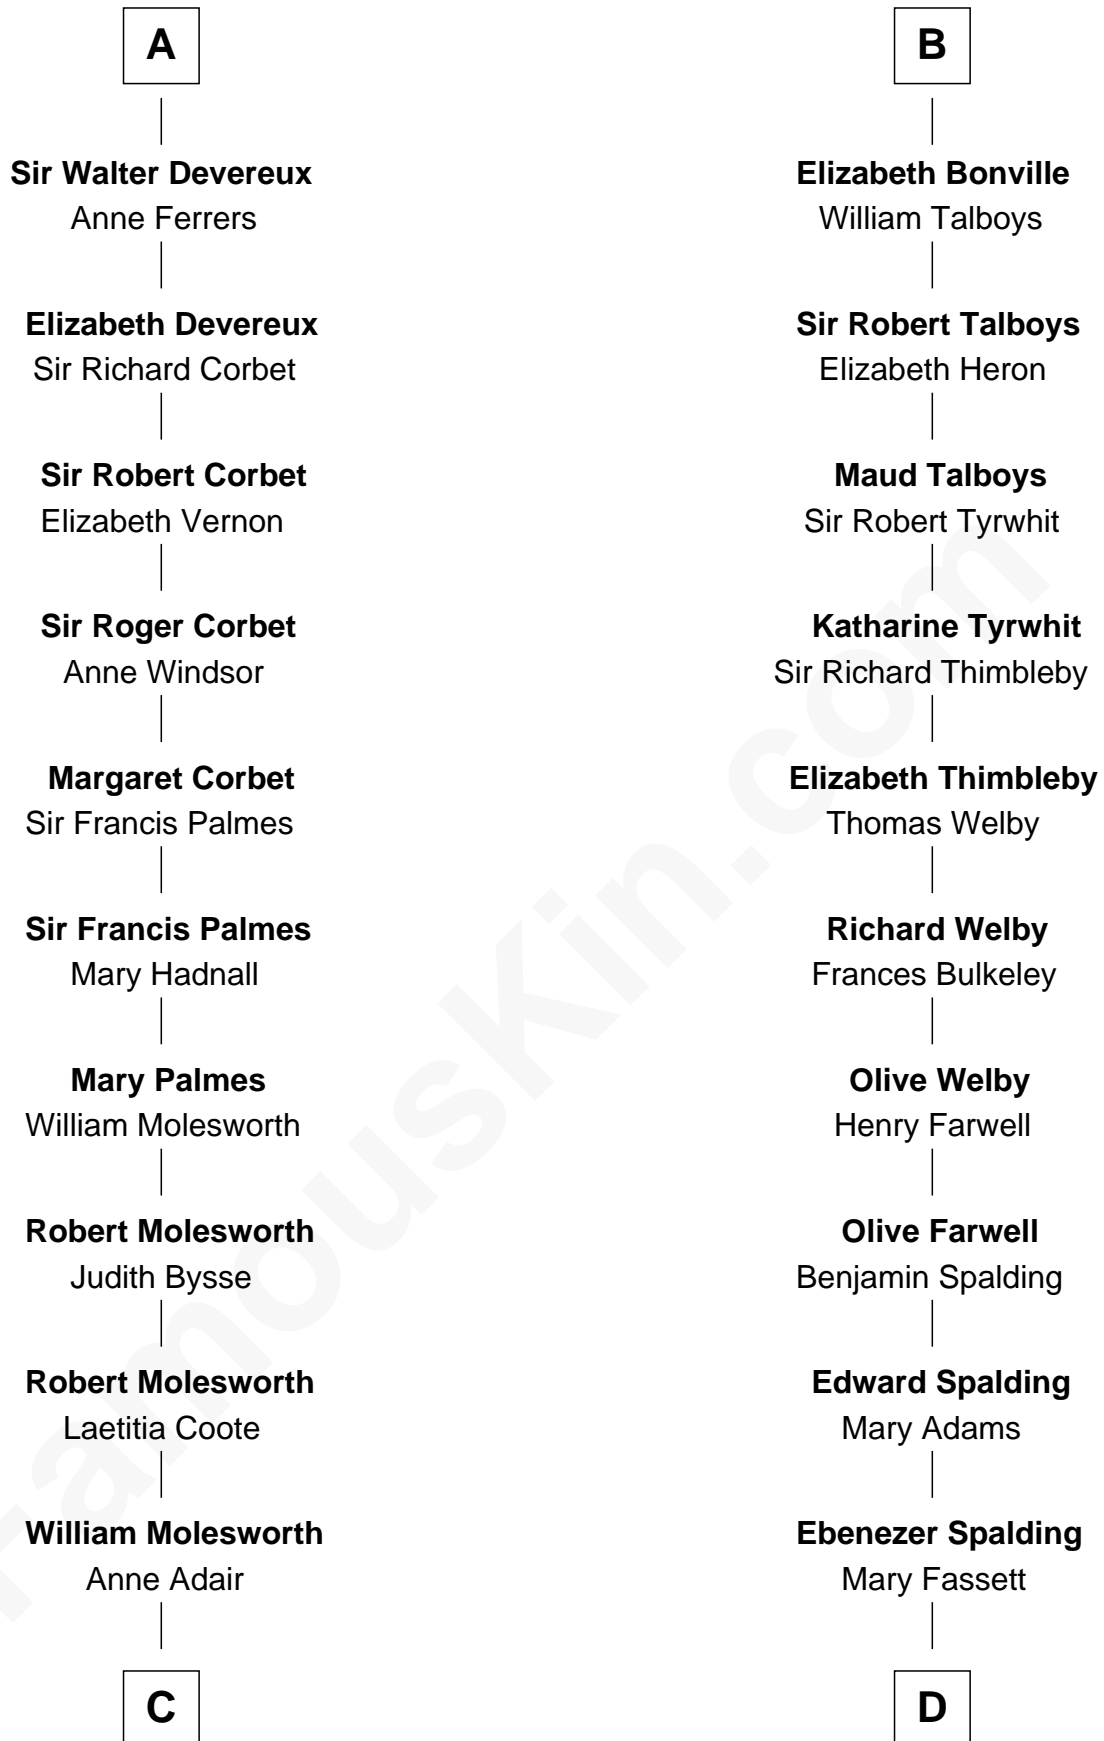 A
Sir Walter Devereux
Anne Ferrers
Elizabeth Devereux
Sir Richard Corbet
Sir Robert Corbet
Elizabeth Vernon
Sir Roger Corbet
Anne Windsor
Margaret Corbet
Sir Francis Palmes
Sir Francis Palmes
Mary Hadnall
Mary Palmes
William Molesworth
Robert Molesworth
Judith Bysse
Robert Molesworth
Laetitia Coote
William Molesworth
Anne Adair
C
B
Elizabeth Bonville
William Talboys
Sir Robert Talboys
Elizabeth Heron
Maud Talboys
Sir Robert Tyrwhit
Katharine Tyrwhit
Sir Richard Thimbleby
Elizabeth Thimbleby
Thomas Welby
Richard Welby
Frances Bulkeley
Olive Welby
Henry Farwell
Olive Farwell
Benjamin Spalding
Edward Spalding
Mary Adams
Ebenezer Spalding
Mary Fassett
D
FamousKin.com